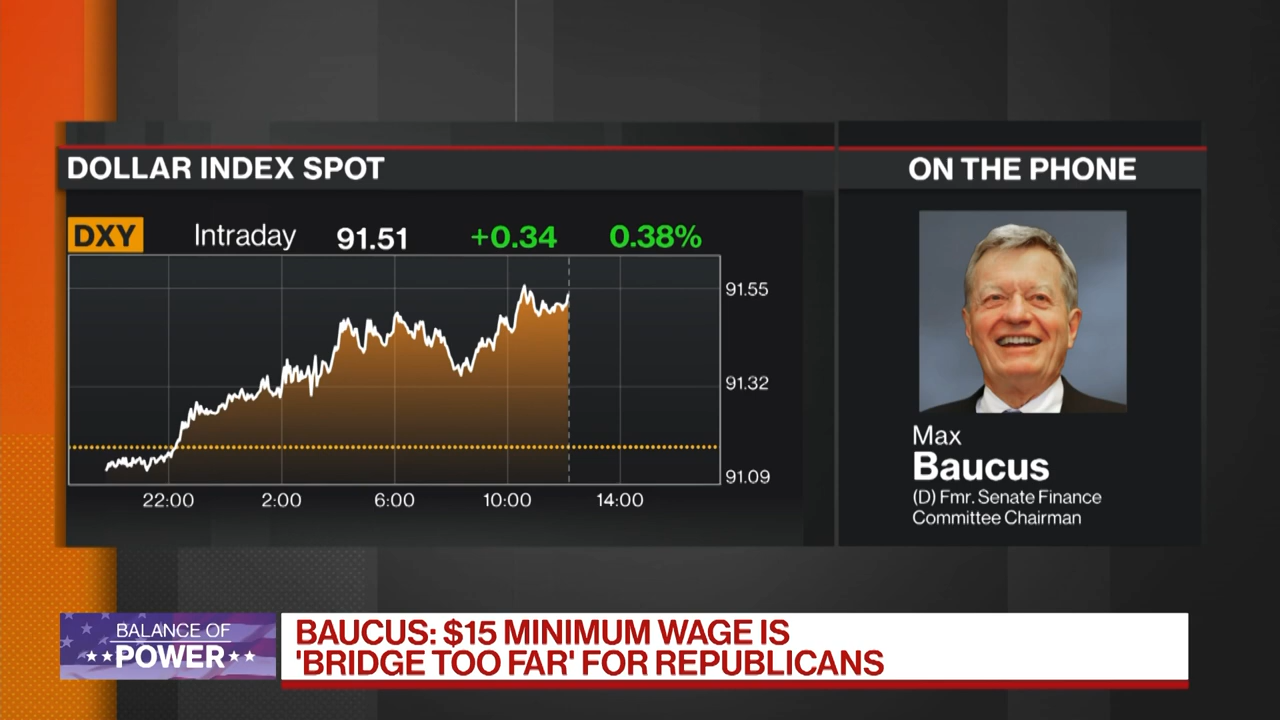 DOLLAR INDEX SPOT
DXY Intraday 91.51 +0.34 0.38%
91.55
91.32
91.09
22:00 2:00 6:00 10:00 14:00
ON THE PHONE
Max
Baucus
(D) Fmr. Senate Finance
Committee Chairman
BALANCE OF
POWER
BAUCUS: $15 MINIMUM WAGE IS
'BRIDGE TOO FAR' FOR REPUBLICANS